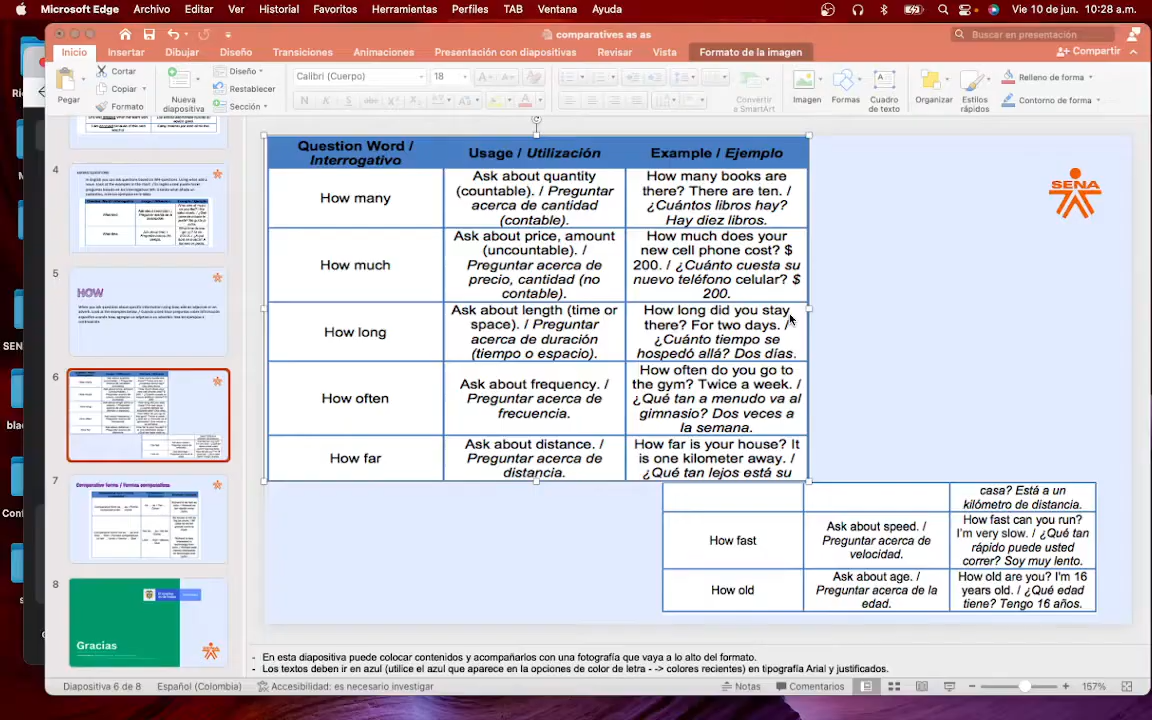 Microsoft Edge Archivo Editar Ver Historial Favoritos Herramientas Perfiles TAB Ventana Ayuda Vie 10 de jun. 10:28 a.m.
comparatives as as Buscar en presentación
Inicio Insertar Dibujar Diseño Transiciones Animaciones Presentación con diapositivas Revisar Vista Formato de la imagen Compartir
Pegar Cortar Copiar Formato
Nueva diapositiva Diseño Restablecer Sección
Calibri (Cuerpo) 18
Convertir a SmartArt
Imagen Formas Cuadro de texto Organizar Estilos rápidos
Relleno de forma
Contorno de forma
4
5
HOW
6
7
Comparative forms / Formas comparativas
8
Gracias
Question Word / Interrogativo
Usage / Utilización
Example / Ejemplo
How many
Ask about quantity
(countable). / Preguntar
acerca de cantidad
(contable).
How many books are
there? There are ten. /
¿Cuántos libros hay?
Hay diez libros.
How much
Ask about price, amount
(uncountable). /
Preguntar acerca de
precio, cantidad (no
contable).
How much does your
new cell phone cost? $
200. / ¿Cuánto cuesta su
nuevo teléfono celular? $
200.
How long
Ask about length (time or
space). / Preguntar
acerca de duración
(tiempo o espacio).
How long did you stay
there? For two days. /
¿Cuánto tiempo se
hospedó allá? Dos días.
How often
Ask about frequency. /
Preguntar acerca de
frecuencia.
How often do you go to
the gym? Twice a week. /
¿Qué tan a menudo va al
gimnasio? Dos veces a
la semana.
How far
Ask about distance. /
Preguntar acerca de
distancia.
How far is your house? It
is one kilometer away. /
¿Qué tan lejos está su
casa? Está a un
kilómetro de distancia.
How fast
Ask about speed. /
Preguntar acerca de
velocidad.
How fast can you run?
I'm very slow. / ¿Qué tan
rápido puede usted
correr? Soy muy lento.
How old
Ask about age. /
Preguntar acerca de la
edad.
How old are you? I'm 16
years old. / ¿Qué edad
tiene? Tengo 16 años.
SENA
- En esta diapositiva puede colocar contenidos y acompañarlos con una fotografía que vaya a lo alto del formato.
- Los textos deben ir en azul (utilice el azul que aparece en la opciones de color de letra - -> colores recientes) en tipografía Arial y justificados.
Diapositiva 6 de 8 Español (Colombia) Accesibilidad: es necesario investigar Notas Comentarios 157%